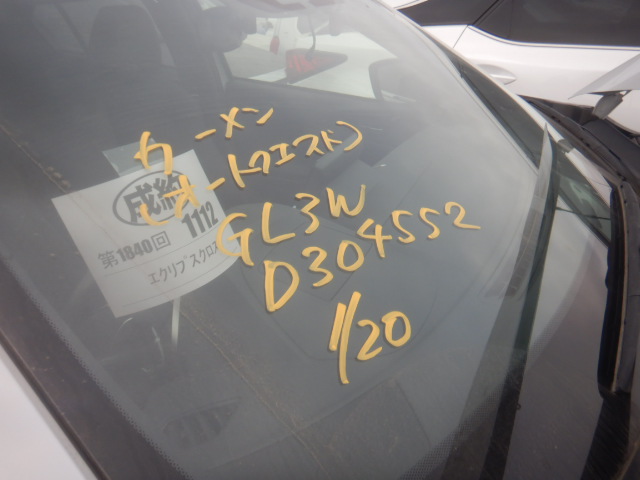 カーメン
(オートクエスト)
GL3W
D304552
1/20
成約
第1840回 1112
エクリプスクロス